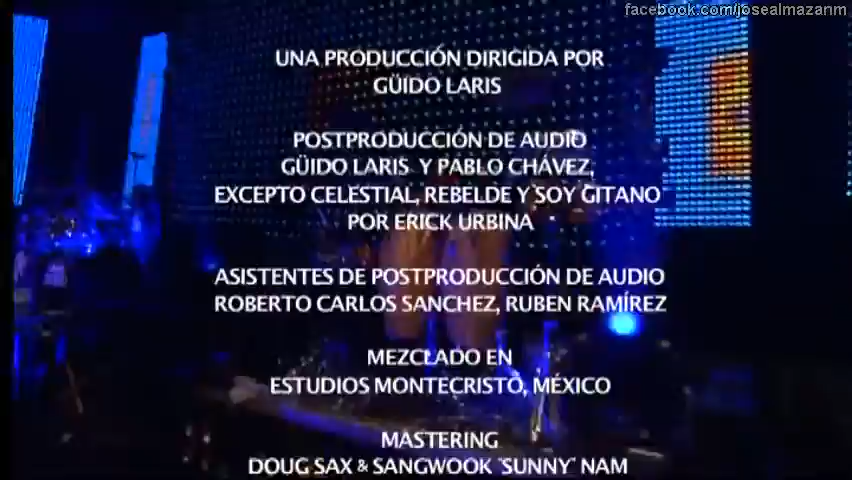 facebook.com/josealmazanm
UNA PRODUCCIÓN DIRIGIDA POR
GÜIDO LARIS
POSTPRODUCCIÓN DE AUDIO
GÜIDO LARIS Y PABLO CHÁVEZ,
EXCEPTO CELESTIAL, REBELDE Y SOY GITANO
POR ERICK URBINA
ASISTENTES DE POSTPRODUCCIÓN DE AUDIO
ROBERTO CARLOS SANCHEZ, RUBEN RAMÍREZ
MEZCLADO EN
ESTUDIOS MONTECRISTO, MÉXICO
MASTERING
DOUG SAX & SANGWOOK "SUNNY" NAM